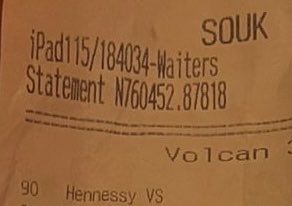 SOUK
iPad115/184034-Waiters
Statement N760452.87818
Volcan
90 Hennessy VS